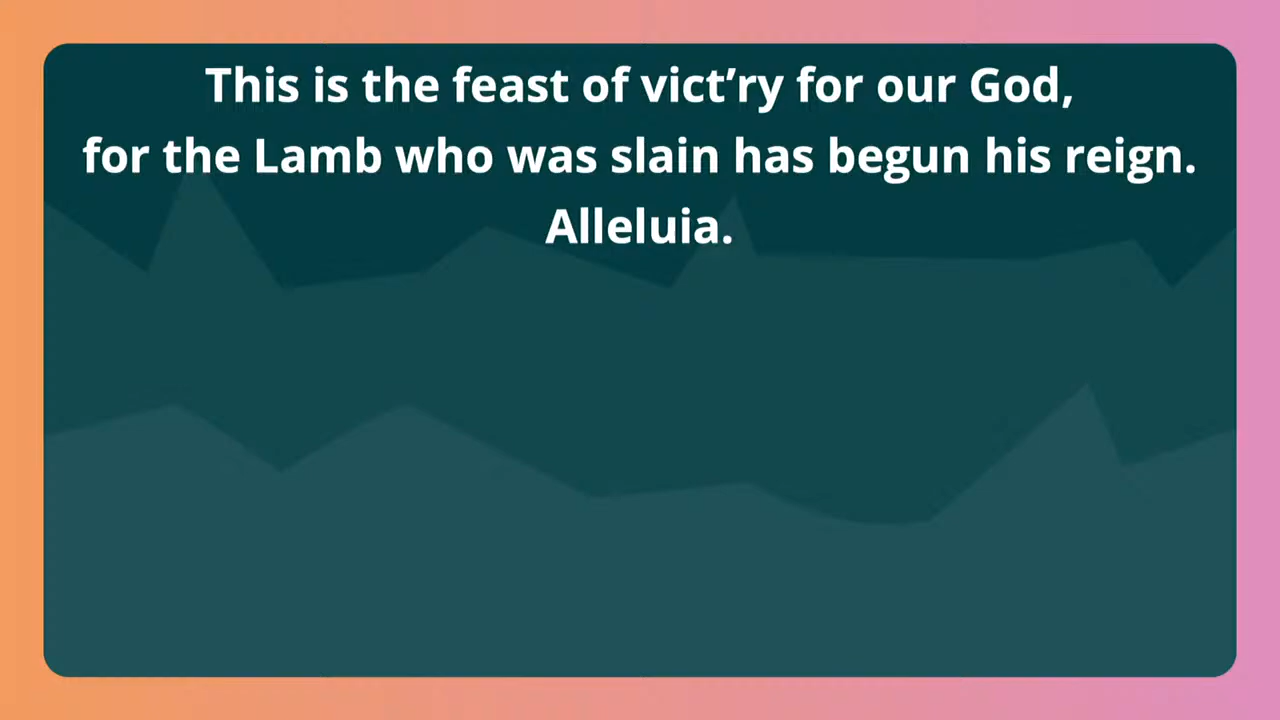 This is the feast of vict’ry for our God,
for the Lamb who was slain has begun his reign.
Alleluia.